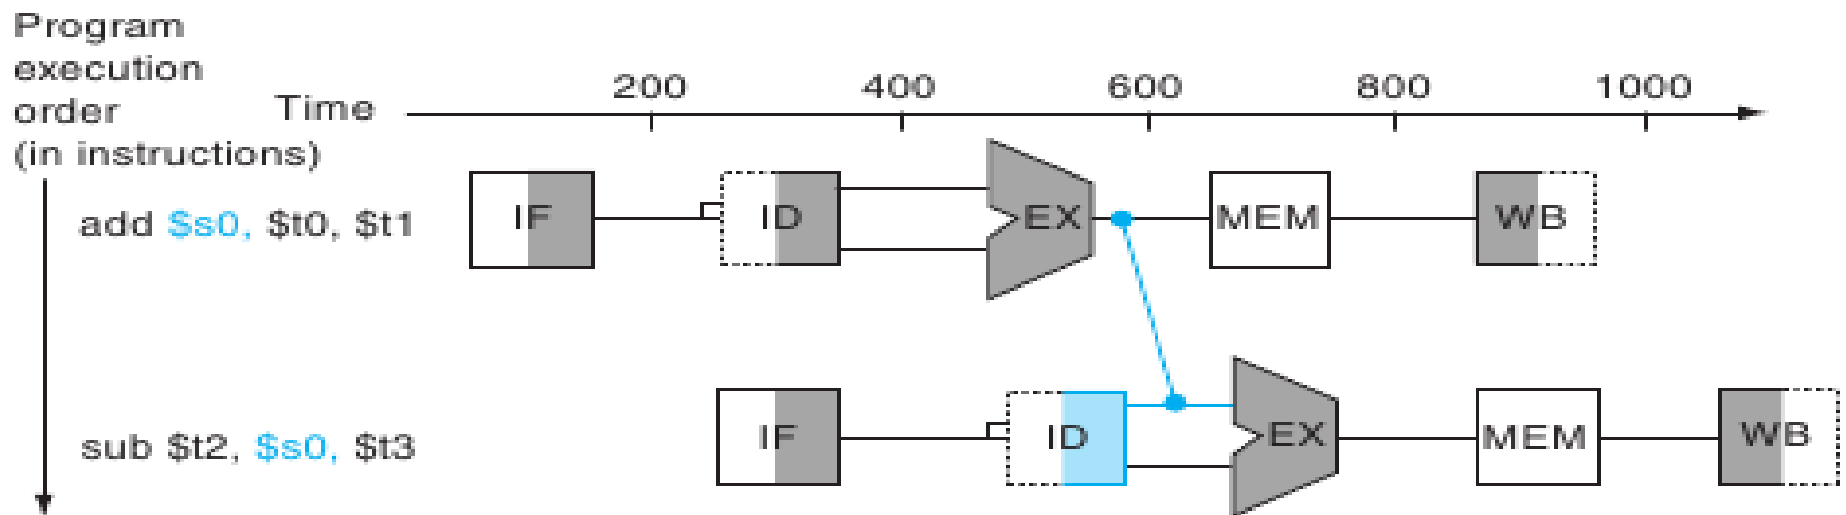 Program
execution
order
(in instructions)
Time
200 400 600 800 1000
add $s0, $t0, $t1
IF ID EX MEM WB
sub $t2, $s0, $t3
IF ID EX MEM WB